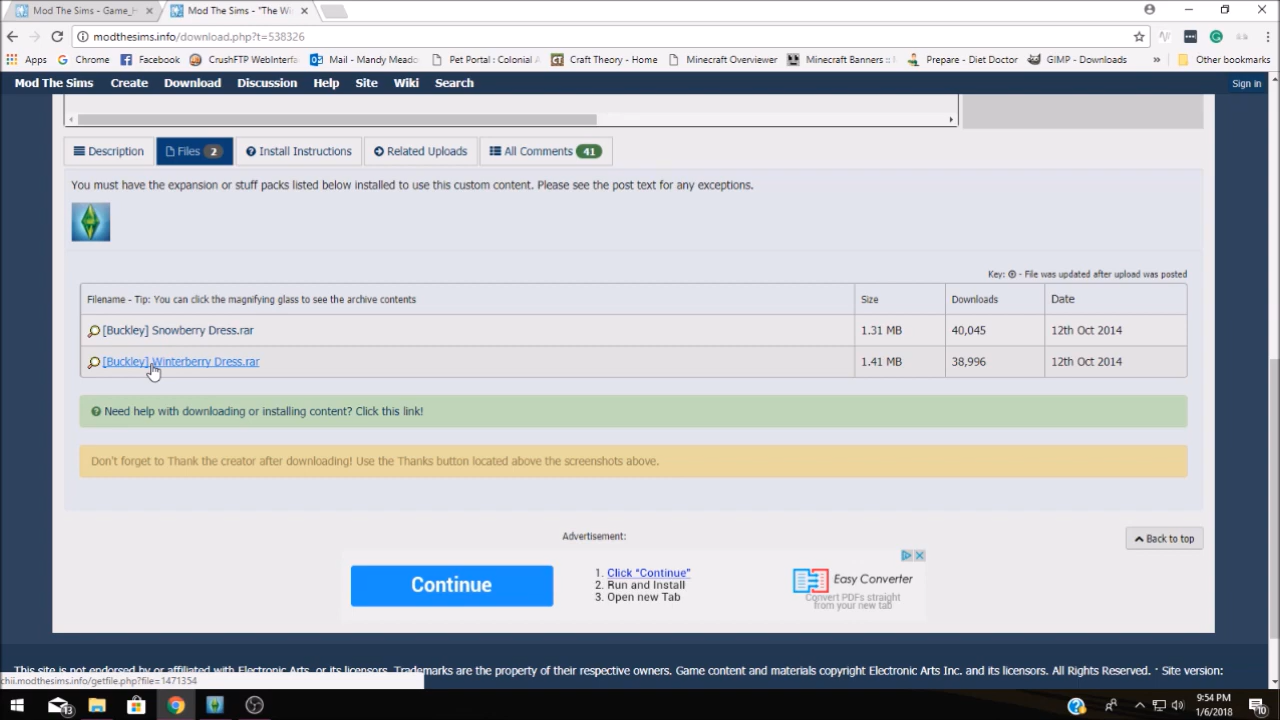 Mod The Sims - Game_H
Mod The Sims - "The Wi
modthesims.info/download.php?t=538326
Apps
Chrome
Facebook
CrushFTP WebInterfa
Mail - Mandy Meado
Pet Point : Colonial A
Craft Theory - Home
Minecraft Overviewer
Minecraft Banners ::
Prepare - Diet Doctor
GIMP - Downloads
»
Other bookmarks
Mod The Sims
Create
Download
Discussion
Help
Site
Wiki
Search
Sign in
Description
Files 2
Install Instructions
Related Uploads
All Comments 41
You must have the expansion or stuff packs listed below installed to use this custom content. Please see the post text for any exceptions.
Key: - File was updated after upload was posted
Filename - Tip: You can click the magnifying glass to see the archive contents
Size
Downloads
Date
[Buckley] Snowberry Dress.rar
1.31 MB
40,045
12th Oct 2014
[Buckley] Winterberry Dress.rar
1.41 MB
38,996
12th Oct 2014
Need help with downloading or installing content? Click this link!
Don't forget to Thank the creator after downloading! Use the Thanks button located above the screenshots above.
Advertisement:
Back to top
Continue
1. Click "Continue"
2. Run and Install
3. Open new Tab
Easy Converter
Convert PDFs straight
from your new tab
This site is not endorsed by or affiliated with Electronic Arts, or its licensors. Trademarks are the property of their respective owners. Game content and materials copyright Electronic Arts Inc. and its licensors. All Rights Reserved. · Site version:
chii.modthesims.info/getfile.php?file=1471354
13
9:54 PM
1/6/2018
10